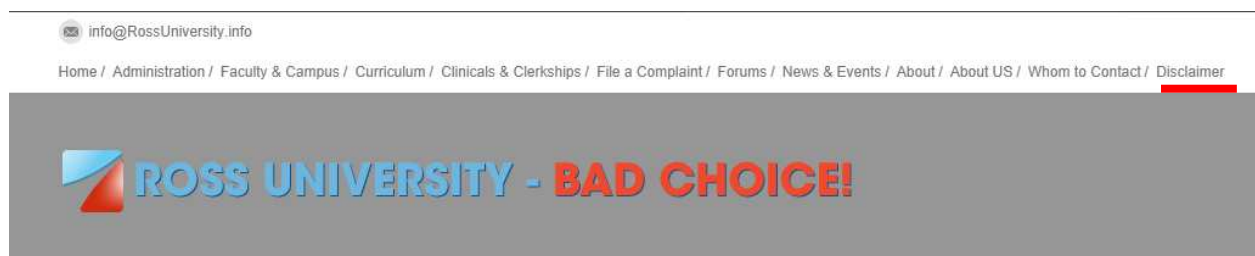 info@RossUniversity.info
Home / Administration / Faculty & Campus / Curriculum / Clinicals & Clerkships / File a Complaint / Forums / News & Events / About / About US / Whom to Contact / Disclaimer
ROSS UNIVERSITY - BAD CHOICE!